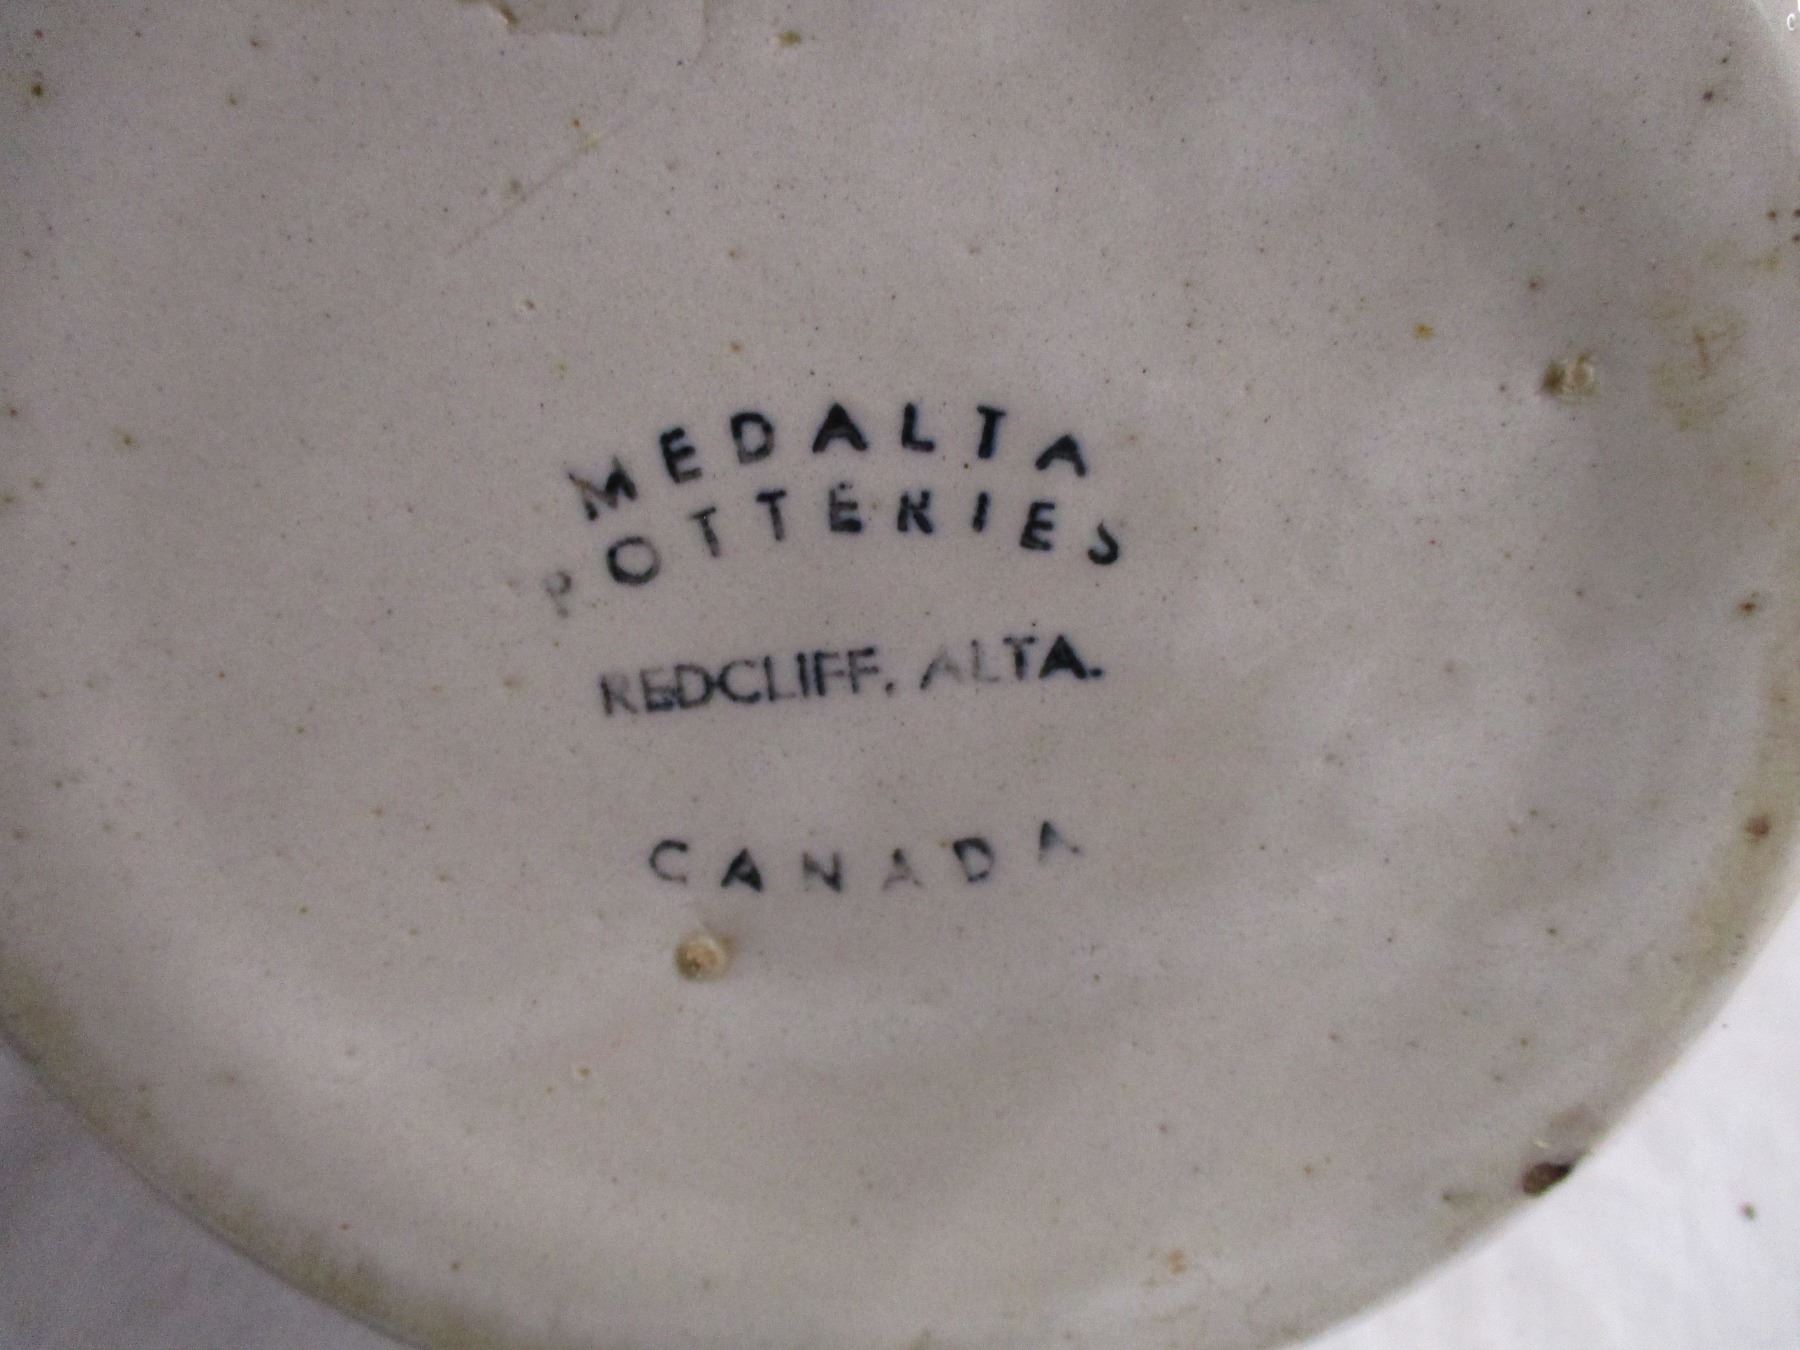 MEDALTA
POTTERIES
REDCLIFF, ALTA.
CANADA